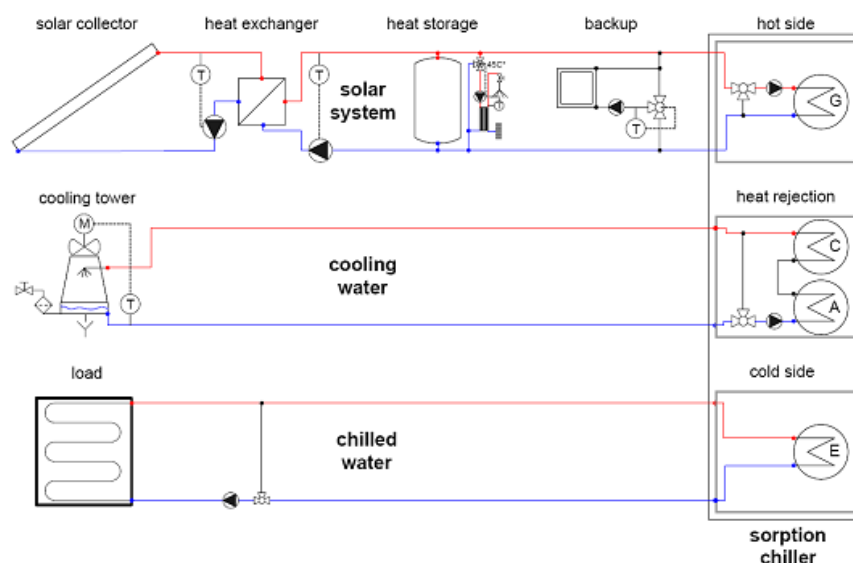 solar collector
heat exchanger
heat storage
backup
hot side
T
T
45C°
T
T
G
solar
system
cooling tower
heat rejection
M
C
cooling
water
T
A
load
cold side
chilled
water
E
sorption
chiller